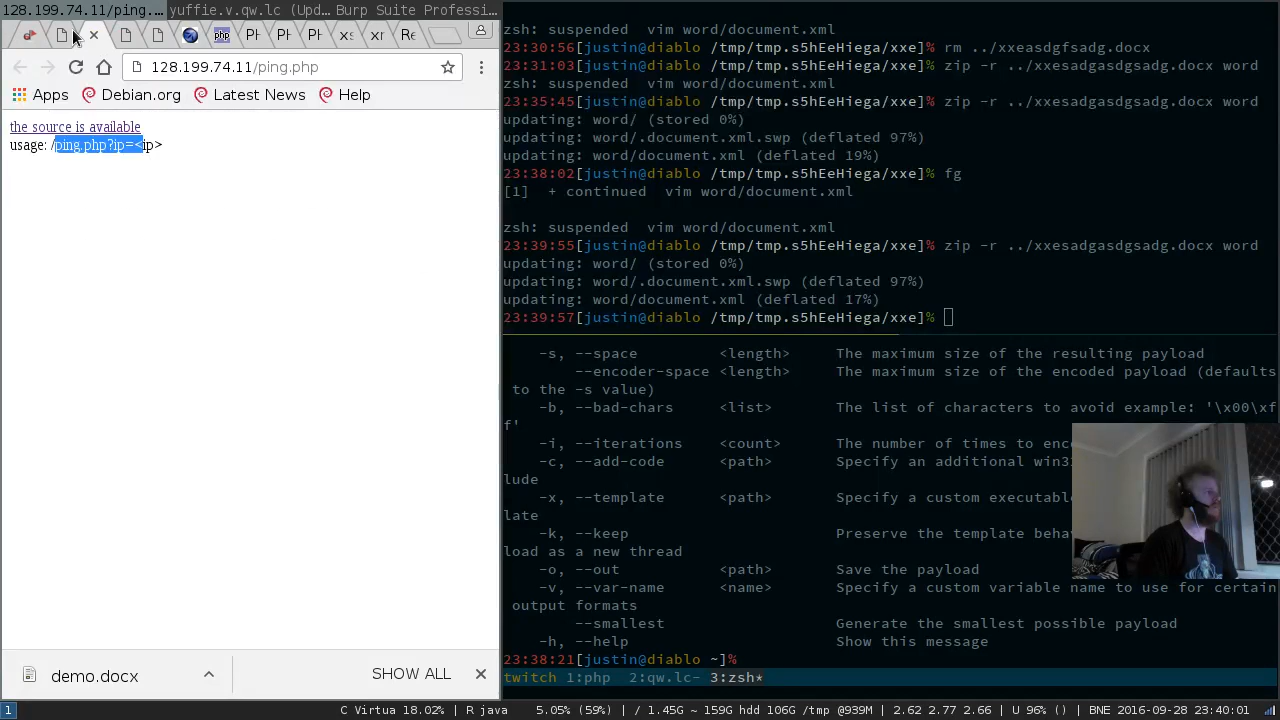 128.199.74.11/ping.... yuffie.v.qw.lc (Upd... Burp Suite Professi...
php PH PH PH xs xr Re
128.199.74.11/ping.php
Apps Debian.org Latest News Help
the source is available
usage: /ping.php?ip=<ip>
demo.docx SHOW ALL
zsh: suspended  vim word/document.xml
23:30:56[justin@diablo /tmp/tmp.s5hEeHiega/xxe]% rm ../xxeasdgfsadg.docx
23:31:03[justin@diablo /tmp/tmp.s5hEeHiega/xxe]% zip -r ../xxesadgasdgsadg.docx word
zsh: suspended  vim word/document.xml
23:35:45[justin@diablo /tmp/tmp.s5hEeHiega/xxe]% zip -r ../xxesadgasdgsadg.docx word
updating: word/ (stored 0%)
updating: word/.document.xml.swp (deflated 97%)
updating: word/document.xml (deflated 19%)
23:38:02[justin@diablo /tmp/tmp.s5hEeHiega/xxe]% fg
[1]  + continued  vim word/document.xml
zsh: suspended  vim word/document.xml
23:39:55[justin@diablo /tmp/tmp.s5hEeHiega/xxe]% zip -r ../xxesadgasdgsadg.docx word
updating: word/ (stored 0%)
updating: word/.document.xml.swp (deflated 97%)
updating: word/document.xml (deflated 17%)
23:39:57[justin@diablo /tmp/tmp.s5hEeHiega/xxe]%
-s, --space <length> The maximum size of the resulting payload
--encoder-space <length> The maximum size of the encoded payload (defaults
to the -s value)
-b, --bad-chars <list> The list of characters to avoid example: '\x00\xf
f'
-i, --iterations <count> The number of times to enc
-c, --add-code <path> Specify an additional win3
lude
-x, --template <path> Specify a custom executabl
late
-k, --keep Preserve the template beha
load as a new thread
-o, --out <path> Save the payload
-v, --var-name <name> Specify a custom variable name to use for certain
output formats
--smallest Generate the smallest possible payload
-h, --help Show this message
23:38:21[justin@diablo ~]%
twitch 1:php  2:qw.lc- 3:zsh*
1 C Virtua 18.02% | R java 5.05% (59%) | / 1.45G ~ 159G hdd 106G /tmp @939M | 2.62 2.77 2.66 | U 96% () | BNE 2016-09-28 23:40:01